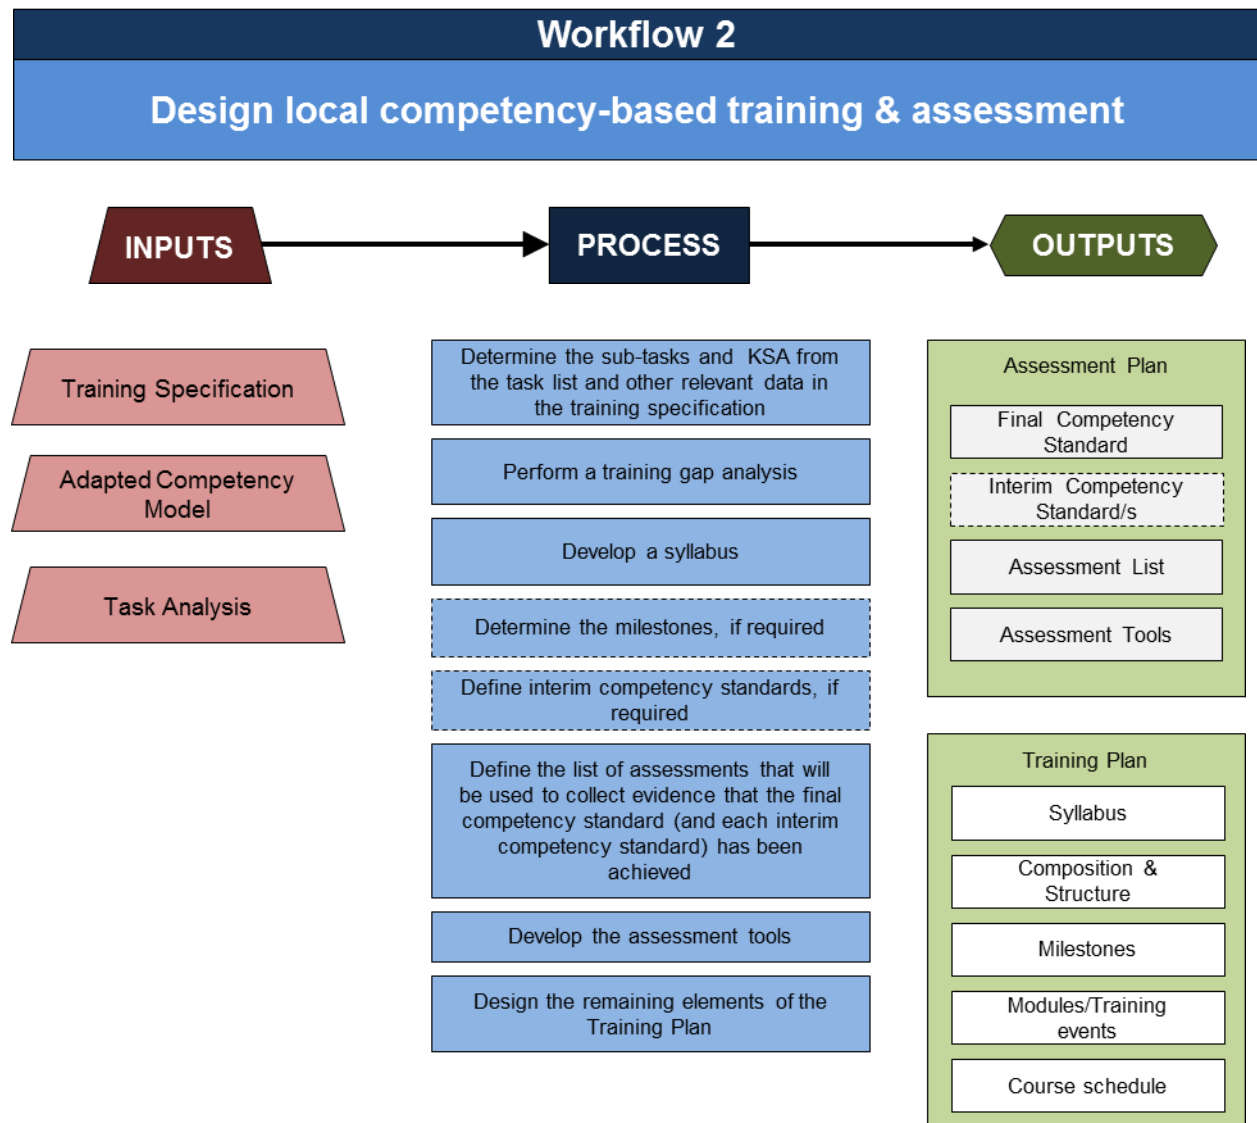 Workflow 2
Design local competency-based training & assessment
INPUTS
PROCESS
OUTPUTS
Training Specification
Adapted Competency
Model
Task Analysis
Determine the sub-tasks and KSA from
the task list and other relevant data in
the training specification
Perform a training gap analysis
Develop a syllabus
Determine the milestones, if required
Define interim competency standards, if
required
Define the list of assessments that will
be used to collect evidence that the final
competency standard (and each interim
competency standard) has been
achieved
Develop the assessment tools
Design the remaining elements of the
Training Plan
Assessment Plan
Final Competency
Standard
Interim Competency
Standard/s
Assessment List
Assessment Tools
Training Plan
Syllabus
Composition &
Structure
Milestones
Modules/Training
events
Course schedule